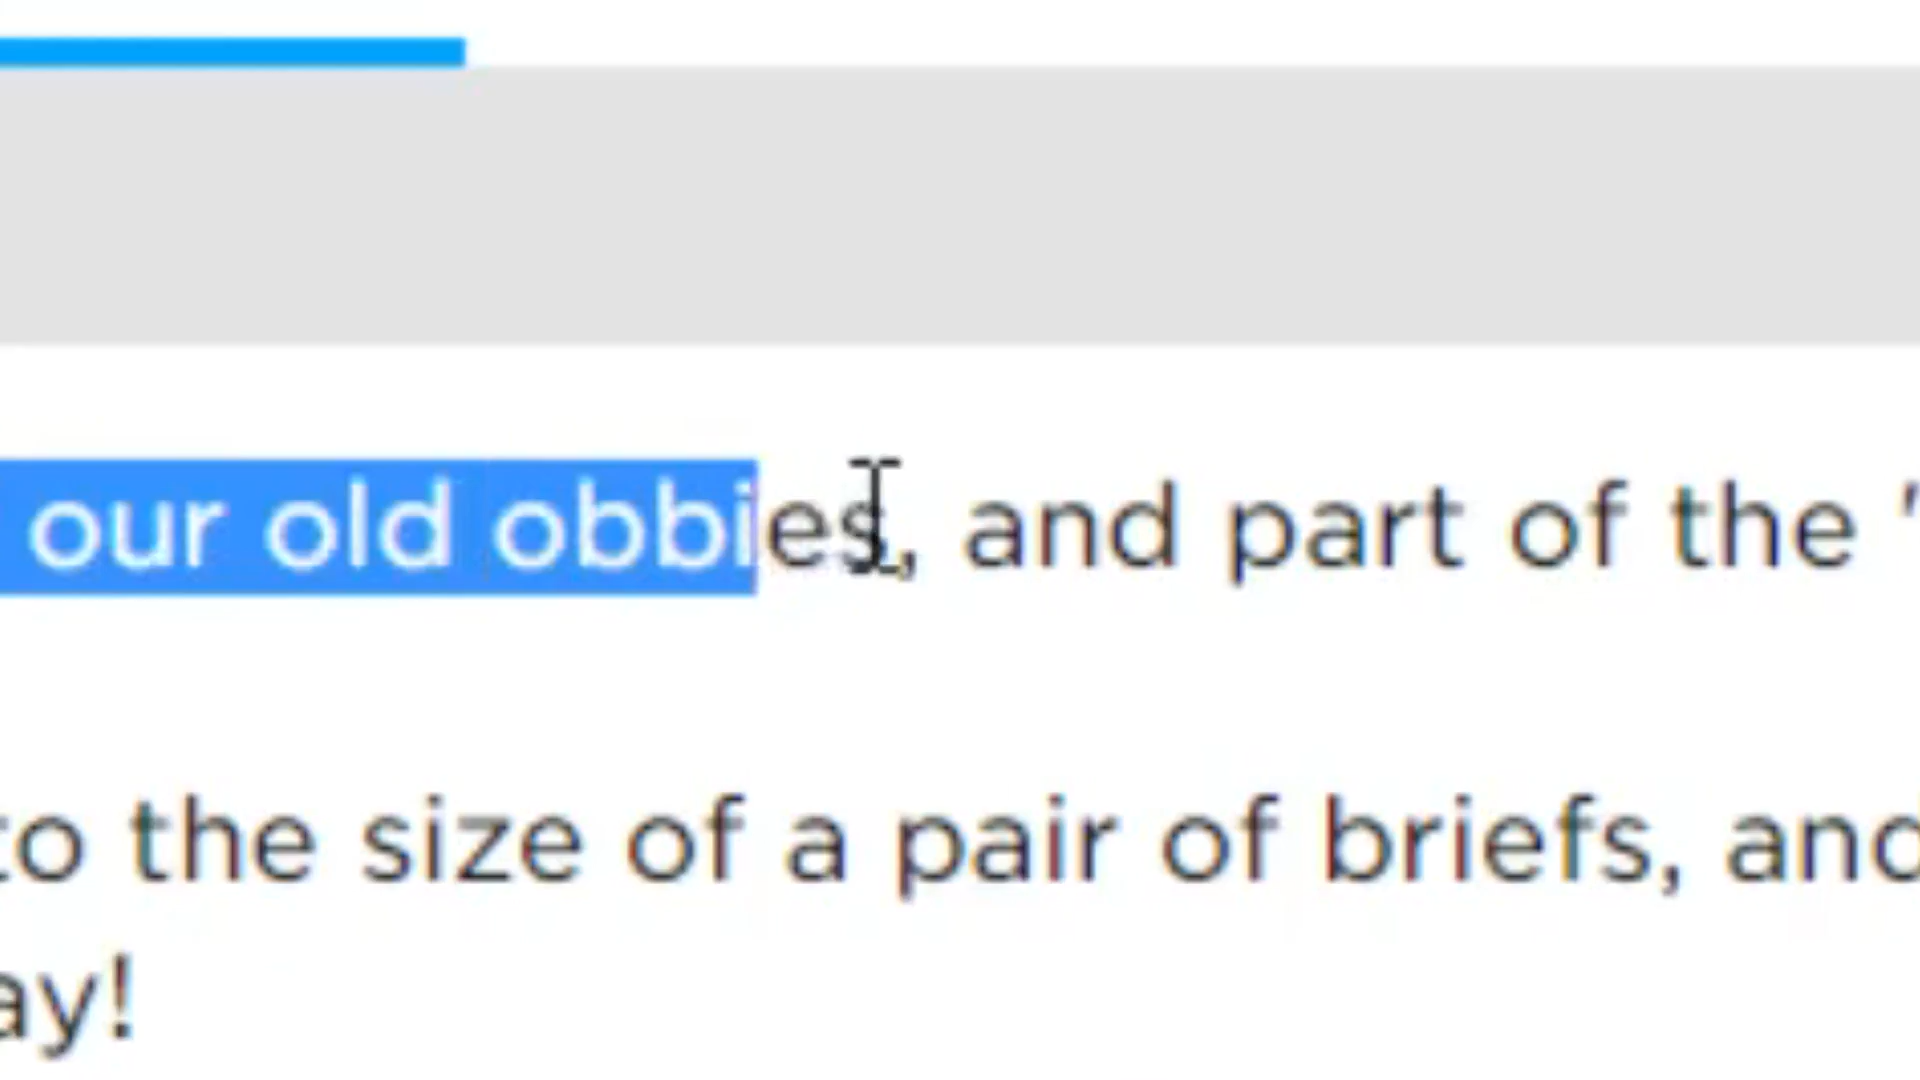 our old obbies, and part of the "
to the size of a pair of briefs, and
ay!